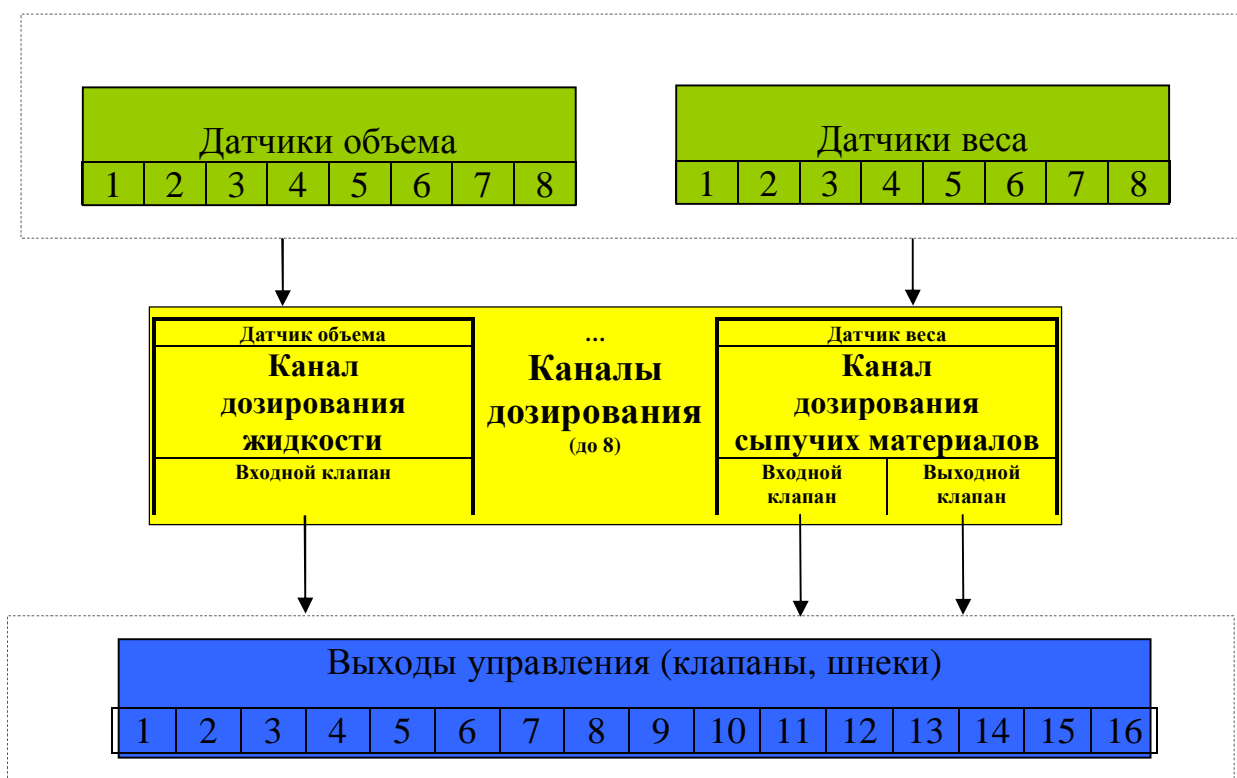 Датчики объема
1 2 3 4 5 6 7 8
Датчики веса
1 2 3 4 5 6 7 8
Датчик объема
Канал
дозирования
жидкости
Входной клапан
...
Каналы
дозирования
(до 8)
Датчик веса
Канал
дозирования
сыпучих материалов
Входной
клапан
Выходной
клапан
Выходы управления (клапаны, шнеки)
1 2 3 4 5 6 7 8 9 10 11 12 13 14 15 16